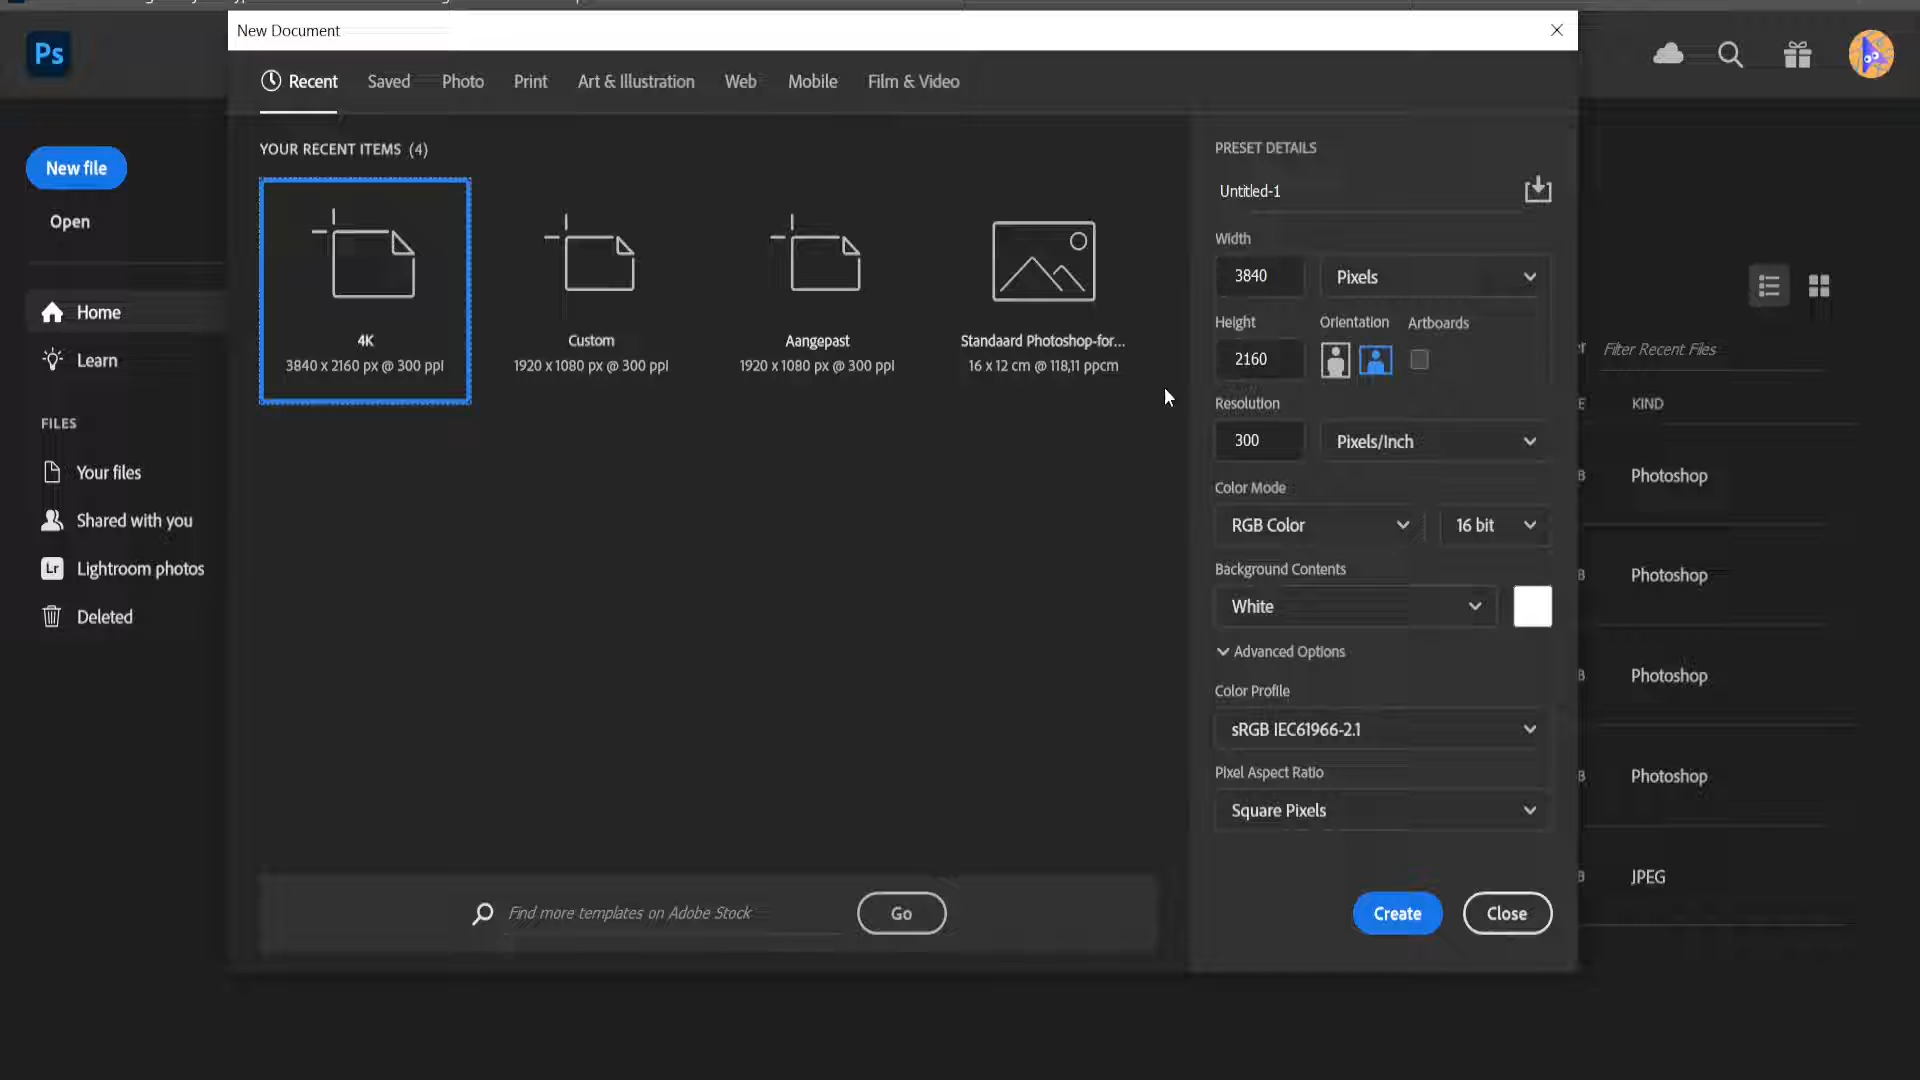 New Document
Ps
Recent
Saved
Photo
Print
Art & Illustration
Web
Mobile
Film & Video
New file
Open
Home
Learn
FILES
Your files
Shared with you
Lr
Lightroom photos
Deleted
YOUR RECENT ITEMS (4)
4K
3840 x 2160 px @ 300 ppi
Custom
1920 x 1080 px @ 300 ppi
Aangepast
1920 x 1080 px @ 300 ppi
Standaard Photoshop-for...
16 x 12 cm @ 118,11 ppcm
Find more templates on Adobe Stock
Go
PRESET DETAILS
Untitled-1
Width
3840
Pixels
Height
Orientation
Artboards
2160
Resolution
300
Pixels/Inch
Color Mode
RGB Color
16 bit
Background Contents
White
Advanced Options
Color Profile
sRGB IEC61966-2.1
Pixel Aspect Ratio
Square Pixels
Create
Close
Filter Recent Files
KIND
Photoshop
Photoshop
Photoshop
Photoshop
JPEG